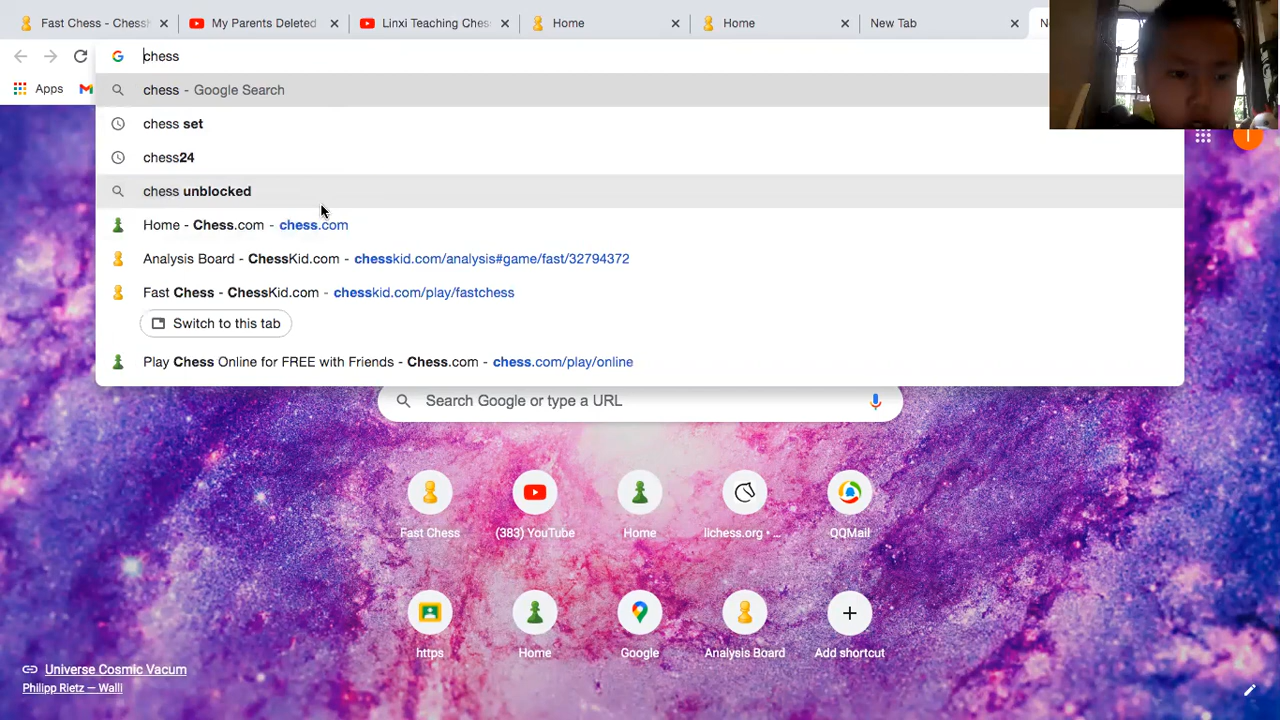 Fast Chess - Chessk
My Parents Deleted
Linxi Teaching Ches
Home
Home
New Tab
chess
Apps
chess - Google Search
chess set
chess24
chess unblocked
Home - Chess.com - chess.com
Analysis Board - ChessKid.com - chesskid.com/analysis#game/fast/32794372
Fast Chess - ChessKid.com - chesskid.com/play/fastchess
Switch to this tab
Play Chess Online for FREE with Friends - Chess.com - chess.com/play/online
Search Google or type a URL
Fast Chess
(383) YouTube
Home
lichess.org • ...
QQMail
https
Home
Google
Analysis Board
Add shortcut
Universe Cosmic Vacum
Philipp Rietz — Walli